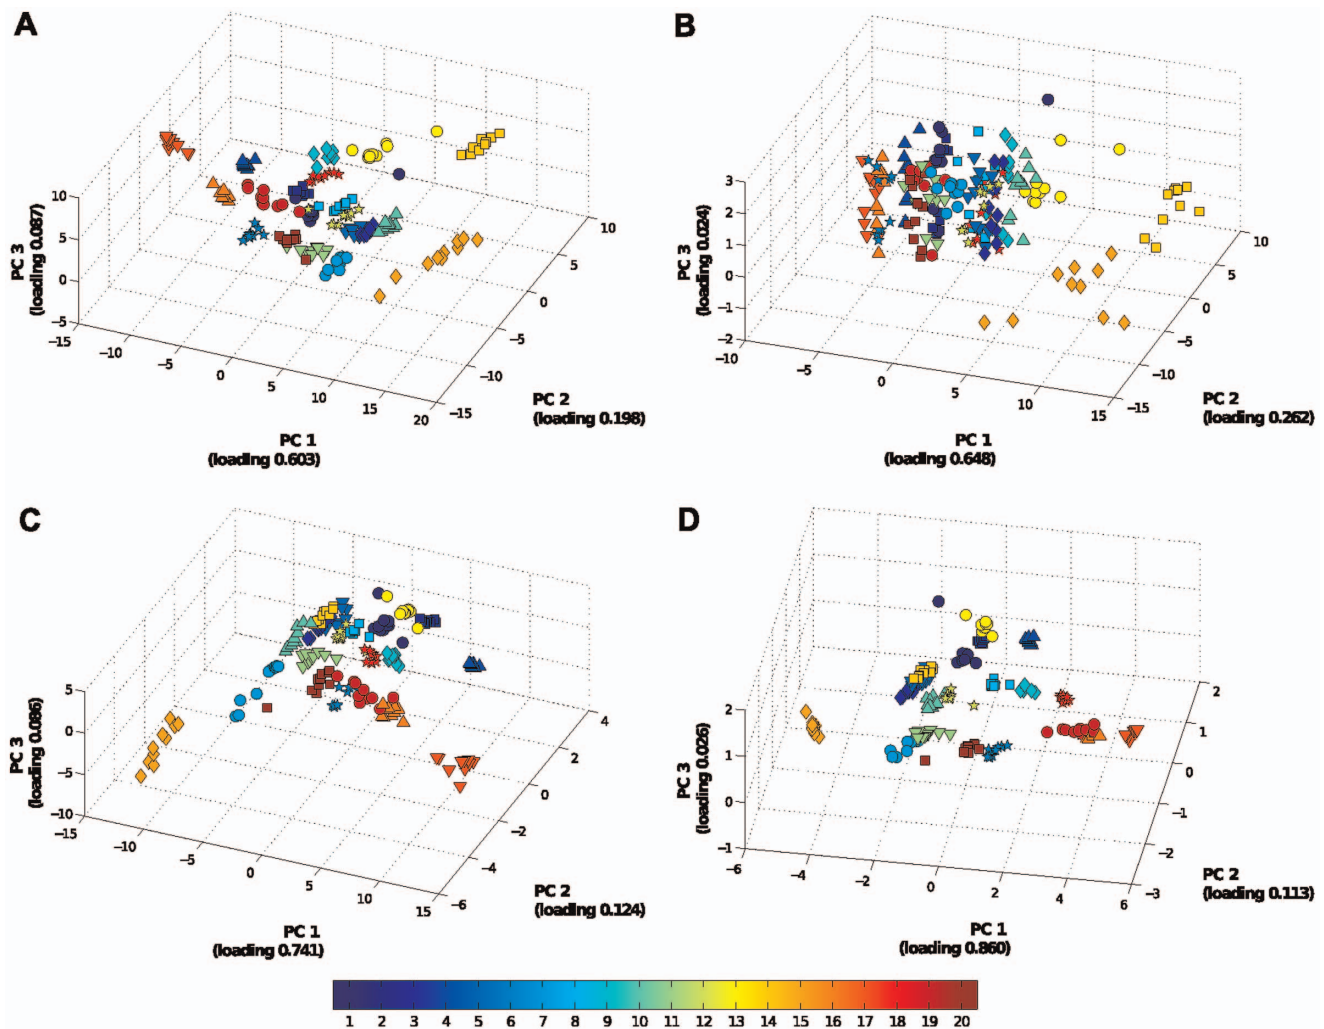 A
10
5
0
−5
PC 3
(loading 0.087)
−15
−10
−5
0
5
10
15
20
PC 1
(loading 0.603)
10
5
0
−5
−10
−15
PC 2
(loading 0.198)
B
3
2
1
0
−1
−2
PC 3
(loading 0.024)
−10
−5
0
5
10
15
PC 1
(loading 0.648)
10
5
0
−5
−10
−15
PC 2
(loading 0.262)
C
5
0
−5
−10
PC 3
(loading 0.086)
−15
−10
−5
0
5
10
15
PC 1
(loading 0.741)
4
2
0
−2
−4
−6
PC 2
(loading 0.124)
D
2
1
0
−1
PC 3
(loading 0.026)
−6
−4
−2
0
2
4
6
PC 1
(loading 0.860)
2
1
0
−1
−2
−3
PC 2
(loading 0.113)
1 2 3 4 5 6 7 8 9 10 11 12 13 14 15 16 17 18 19 20